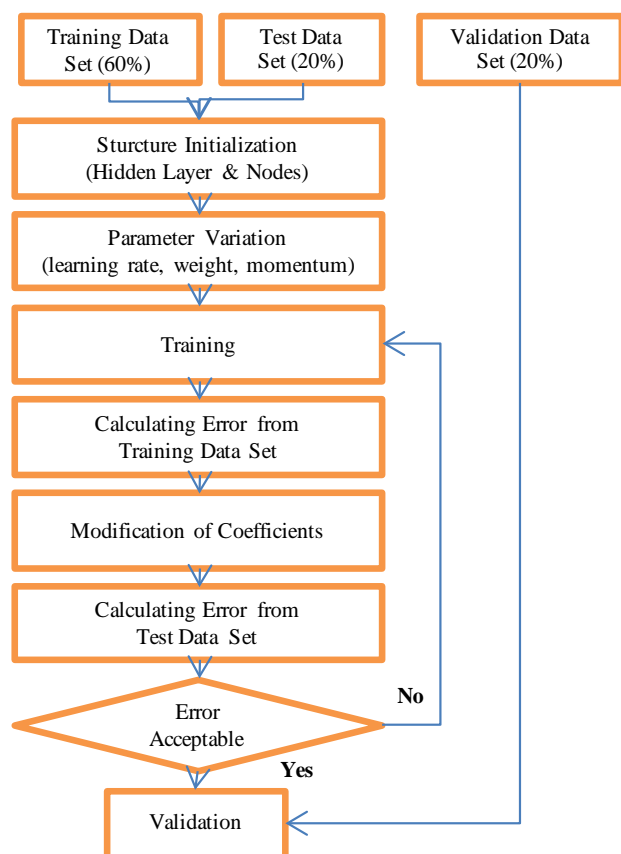 Training Data
Set (60%)
Test Data
Set (20%)
Validation Data
Set (20%)
Sturcture Initialization
(Hidden Layer & Nodes)
Parameter Variation
(learning rate, weight, momentum)
Training
Calculating Error from
Training Data Set
Modification of Coefficients
Calculating Error from
Test Data Set
Error
Acceptable
No
Yes
Validation